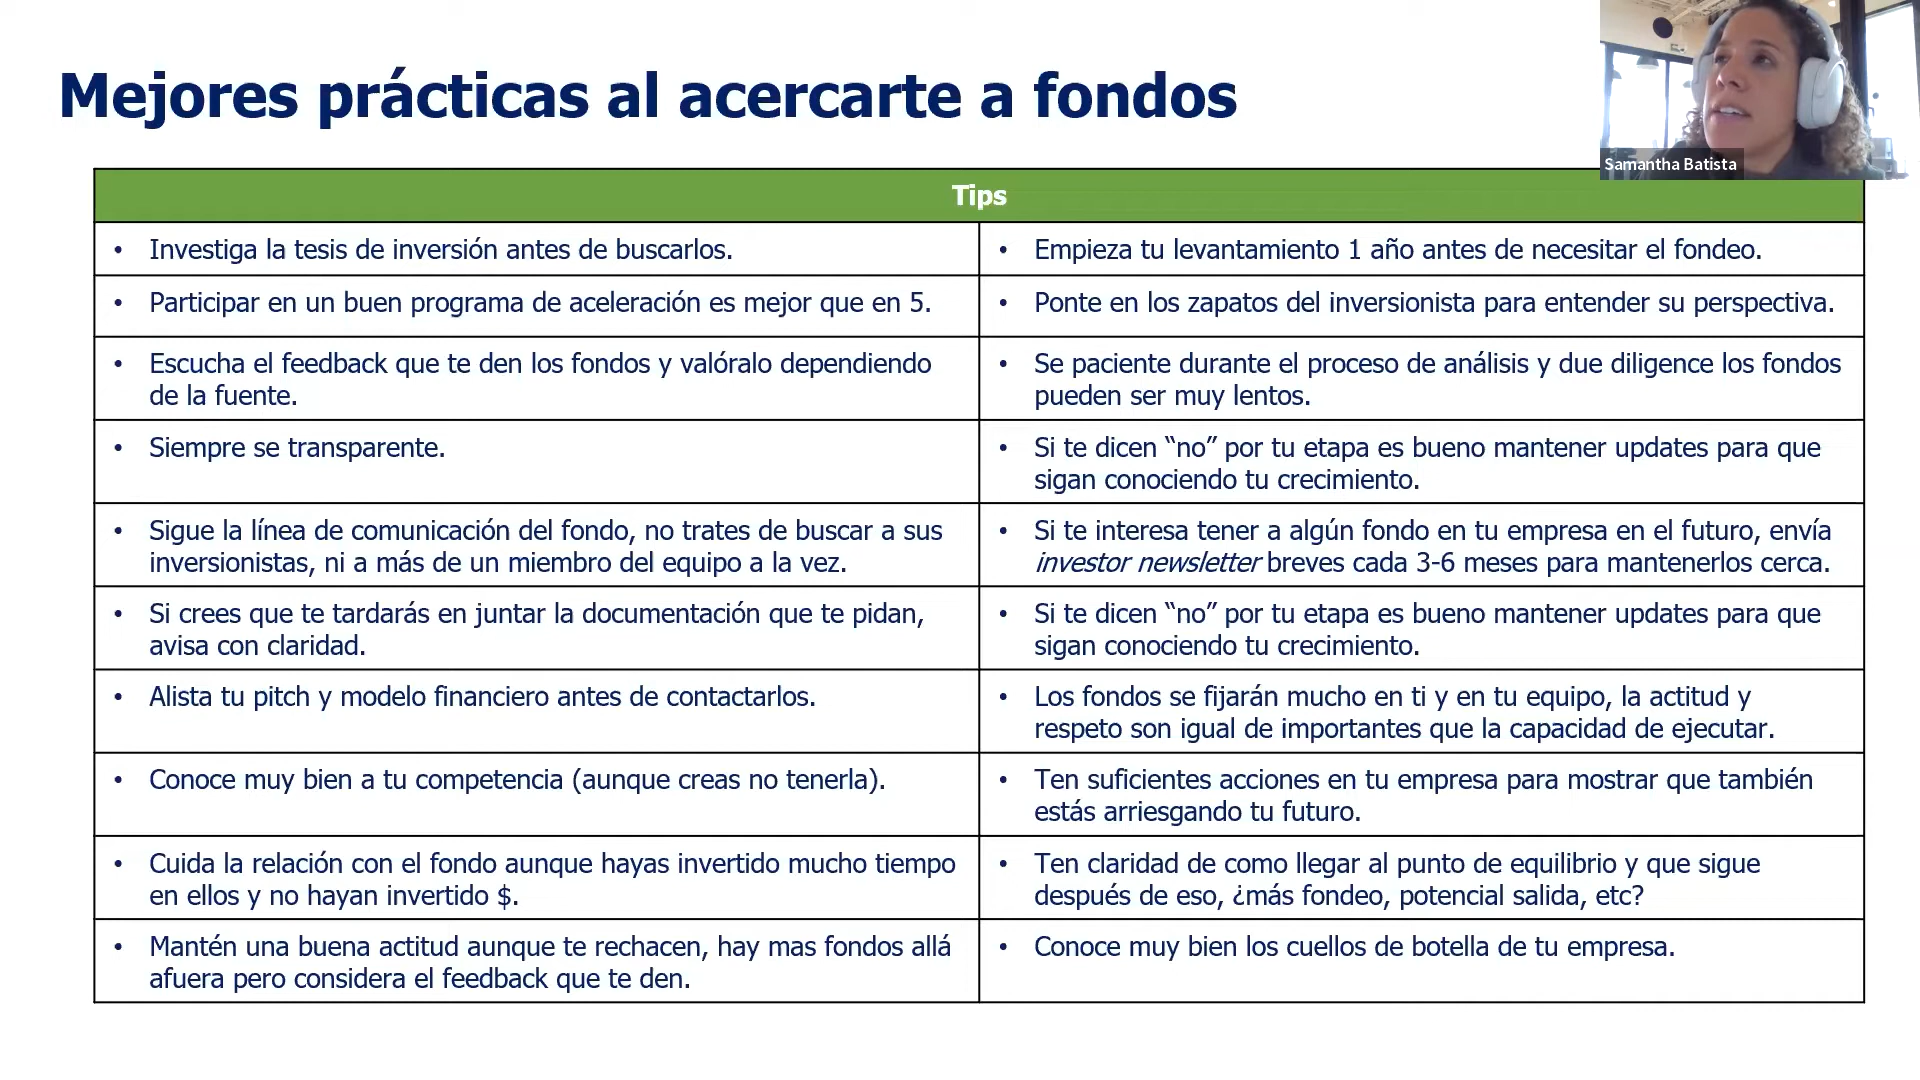 Mejores prácticas al acercarte a fondos
Samantha Batista
Tips
• Investiga la tesis de inversión antes de buscarlos.
• Empieza tu levantamiento 1 año antes de necesitar el fondeo.
• Participar en un buen programa de aceleración es mejor que en 5.
• Ponte en los zapatos del inversionista para entender su perspectiva.
• Escucha el feedback que te den los fondos y valóralo dependiendo
de la fuente.
• Se paciente durante el proceso de análisis y due diligence los fondos
pueden ser muy lentos.
• Siempre se transparente.
• Si te dicen “no” por tu etapa es bueno mantener updates para que
sigan conociendo tu crecimiento.
• Sigue la línea de comunicación del fondo, no trates de buscar a sus
inversionistas, ni a más de un miembro del equipo a la vez.
• Si te interesa tener a algún fondo en tu empresa en el futuro, envía
investor newsletter breves cada 3-6 meses para mantenerlos cerca.
• Si crees que te tardarás en juntar la documentación que te pidan,
avisa con claridad.
• Si te dicen “no” por tu etapa es bueno mantener updates para que
sigan conociendo tu crecimiento.
• Alista tu pitch y modelo financiero antes de contactarlos.
• Los fondos se fijarán mucho en ti y en tu equipo, la actitud y
respeto son igual de importantes que la capacidad de ejecutar.
• Conoce muy bien a tu competencia (aunque creas no tenerla).
• Ten suficientes acciones en tu empresa para mostrar que también
estás arriesgando tu futuro.
• Cuida la relación con el fondo aunque hayas invertido mucho tiempo
en ellos y no hayan invertido $.
• Ten claridad de como llegar al punto de equilibrio y que sigue
después de eso, ¿más fondeo, potencial salida, etc?
• Mantén una buena actitud aunque te rechacen, hay mas fondos allá
afuera pero considera el feedback que te den.
• Conoce muy bien los cuellos de botella de tu empresa.